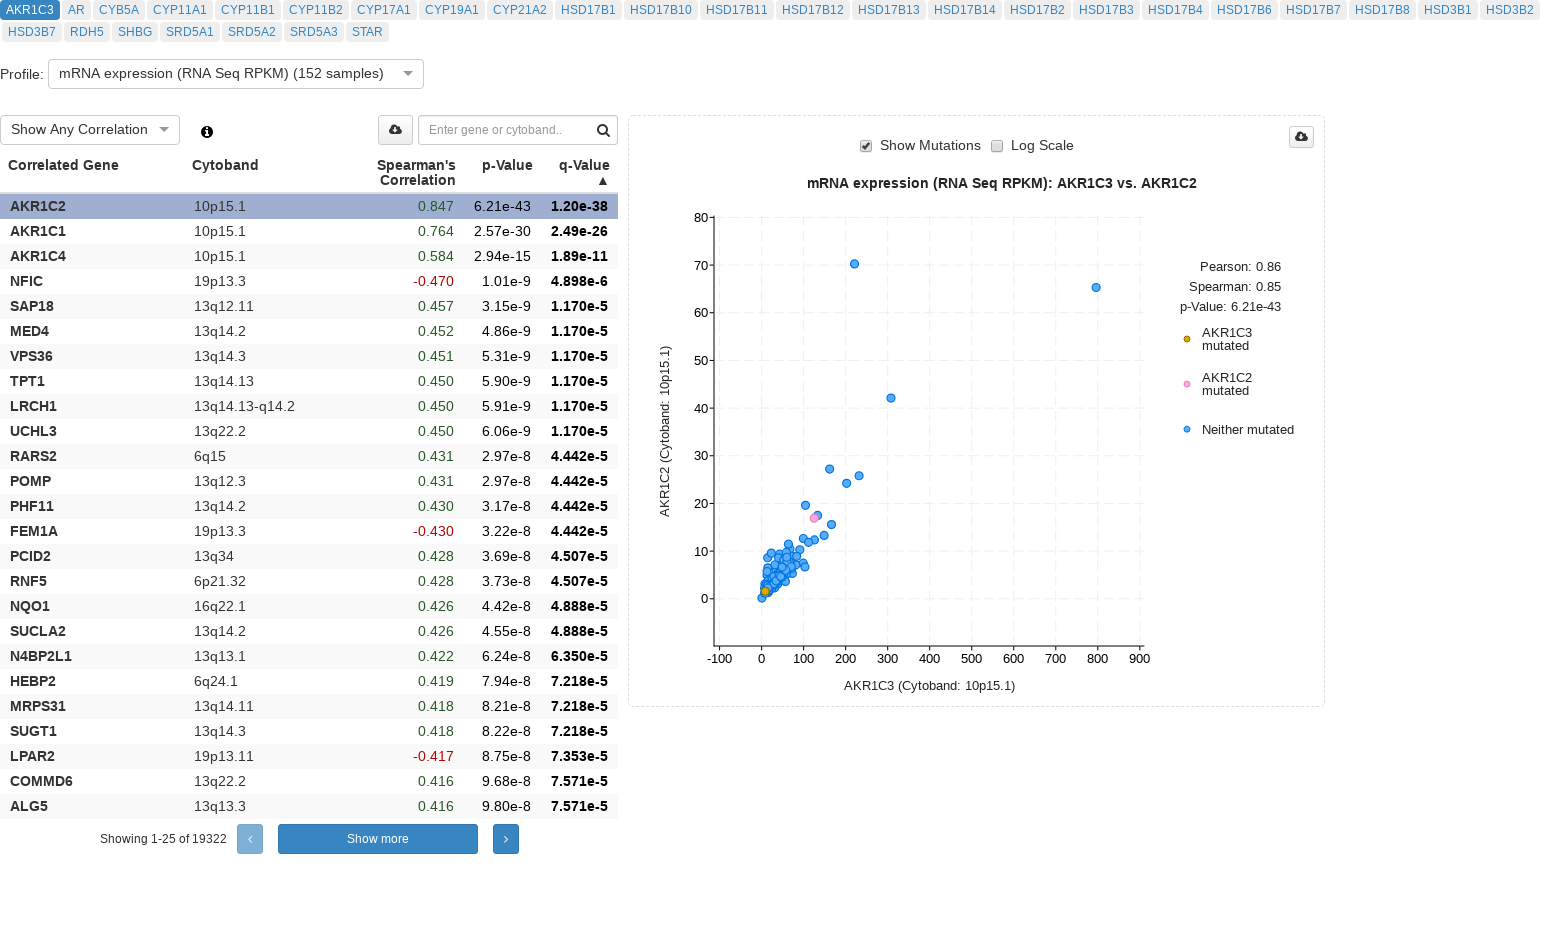 AKR1C3 AR CYB5A CYP11A1 CYP11B1 CYP11B2 CYP17A1 CYP19A1 CYP21A2 HSD17B1 HSD17B10 HSD17B11 HSD17B12 HSD17B13 HSD17B14 HSD17B2 HSD17B3 HSD17B4 HSD17B6 HSD17B7 HSD17B8 HSD3B1 HSD3B2
HSD3B7 RDH5 SHBG SRD5A1 SRD5A2 SRD5A3 STAR
Profile: mRNA expression (RNA Seq RPKM) (152 samples)
Show Any Correlation Enter gene or cytoband..
Correlated Gene Cytoband Spearman's Correlation p-Value q-Value ▲
AKR1C2 10p15.1 0.847 6.21e-43 1.20e-38
AKR1C1 10p15.1 0.764 2.57e-30 2.49e-26
AKR1C4 10p15.1 0.584 2.94e-15 1.89e-11
NFIC 19p13.3 -0.470 1.01e-9 4.898e-6
SAP18 13q12.11 0.457 3.15e-9 1.170e-5
MED4 13q14.2 0.452 4.86e-9 1.170e-5
VPS36 13q14.3 0.451 5.31e-9 1.170e-5
TPT1 13q14.13 0.450 5.90e-9 1.170e-5
LRCH1 13q14.13-q14.2 0.450 5.91e-9 1.170e-5
UCHL3 13q22.2 0.450 6.06e-9 1.170e-5
RARS2 6q15 0.431 2.97e-8 4.442e-5
POMP 13q12.3 0.431 2.97e-8 4.442e-5
PHF11 13q14.2 0.430 3.17e-8 4.442e-5
FEM1A 19p13.3 -0.430 3.22e-8 4.442e-5
PCID2 13q34 0.428 3.69e-8 4.507e-5
RNF5 6p21.32 0.428 3.73e-8 4.507e-5
NQO1 16q22.1 0.426 4.42e-8 4.888e-5
SUCLA2 13q14.2 0.426 4.55e-8 4.888e-5
N4BP2L1 13q13.1 0.422 6.24e-8 6.350e-5
HEBP2 6q24.1 0.419 7.94e-8 7.218e-5
MRPS31 13q14.11 0.418 8.21e-8 7.218e-5
SUGT1 13q14.3 0.418 8.22e-8 7.218e-5
LPAR2 19p13.11 -0.417 8.75e-8 7.353e-5
COMMD6 13q22.2 0.416 9.68e-8 7.571e-5
ALG5 13q13.3 0.416 9.80e-8 7.571e-5
Showing 1-25 of 19322 ‹ Show more ›
Show Mutations Log Scale
mRNA expression (RNA Seq RPKM): AKR1C3 vs. AKR1C2
80
70
60
50
40
30
20
10
0
AKR1C2 (Cytoband: 10p15.1)
-100 0 100 200 300 400 500 600 700 800 900
AKR1C3 (Cytoband: 10p15.1)
Pearson: 0.86
Spearman: 0.85
p-Value: 6.21e-43
AKR1C3
mutated
AKR1C2
mutated
Neither mutated